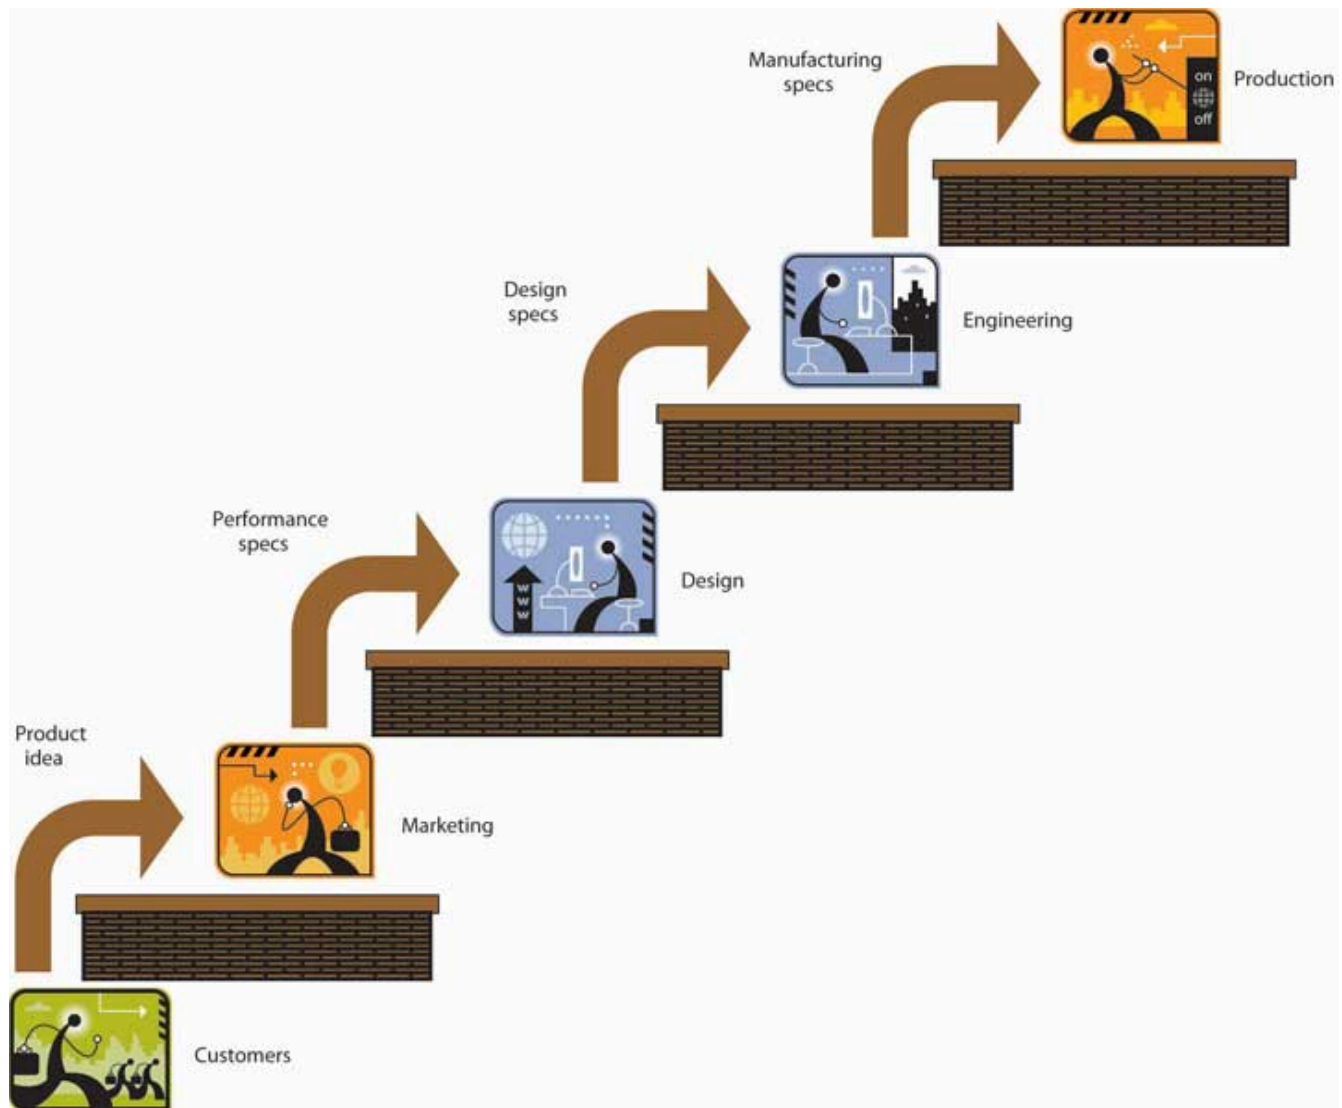 Manufacturing
specs
on
off
Production
Design
specs
Engineering
Performance
specs
w
w
w
Design
Product
idea
Marketing
Customers